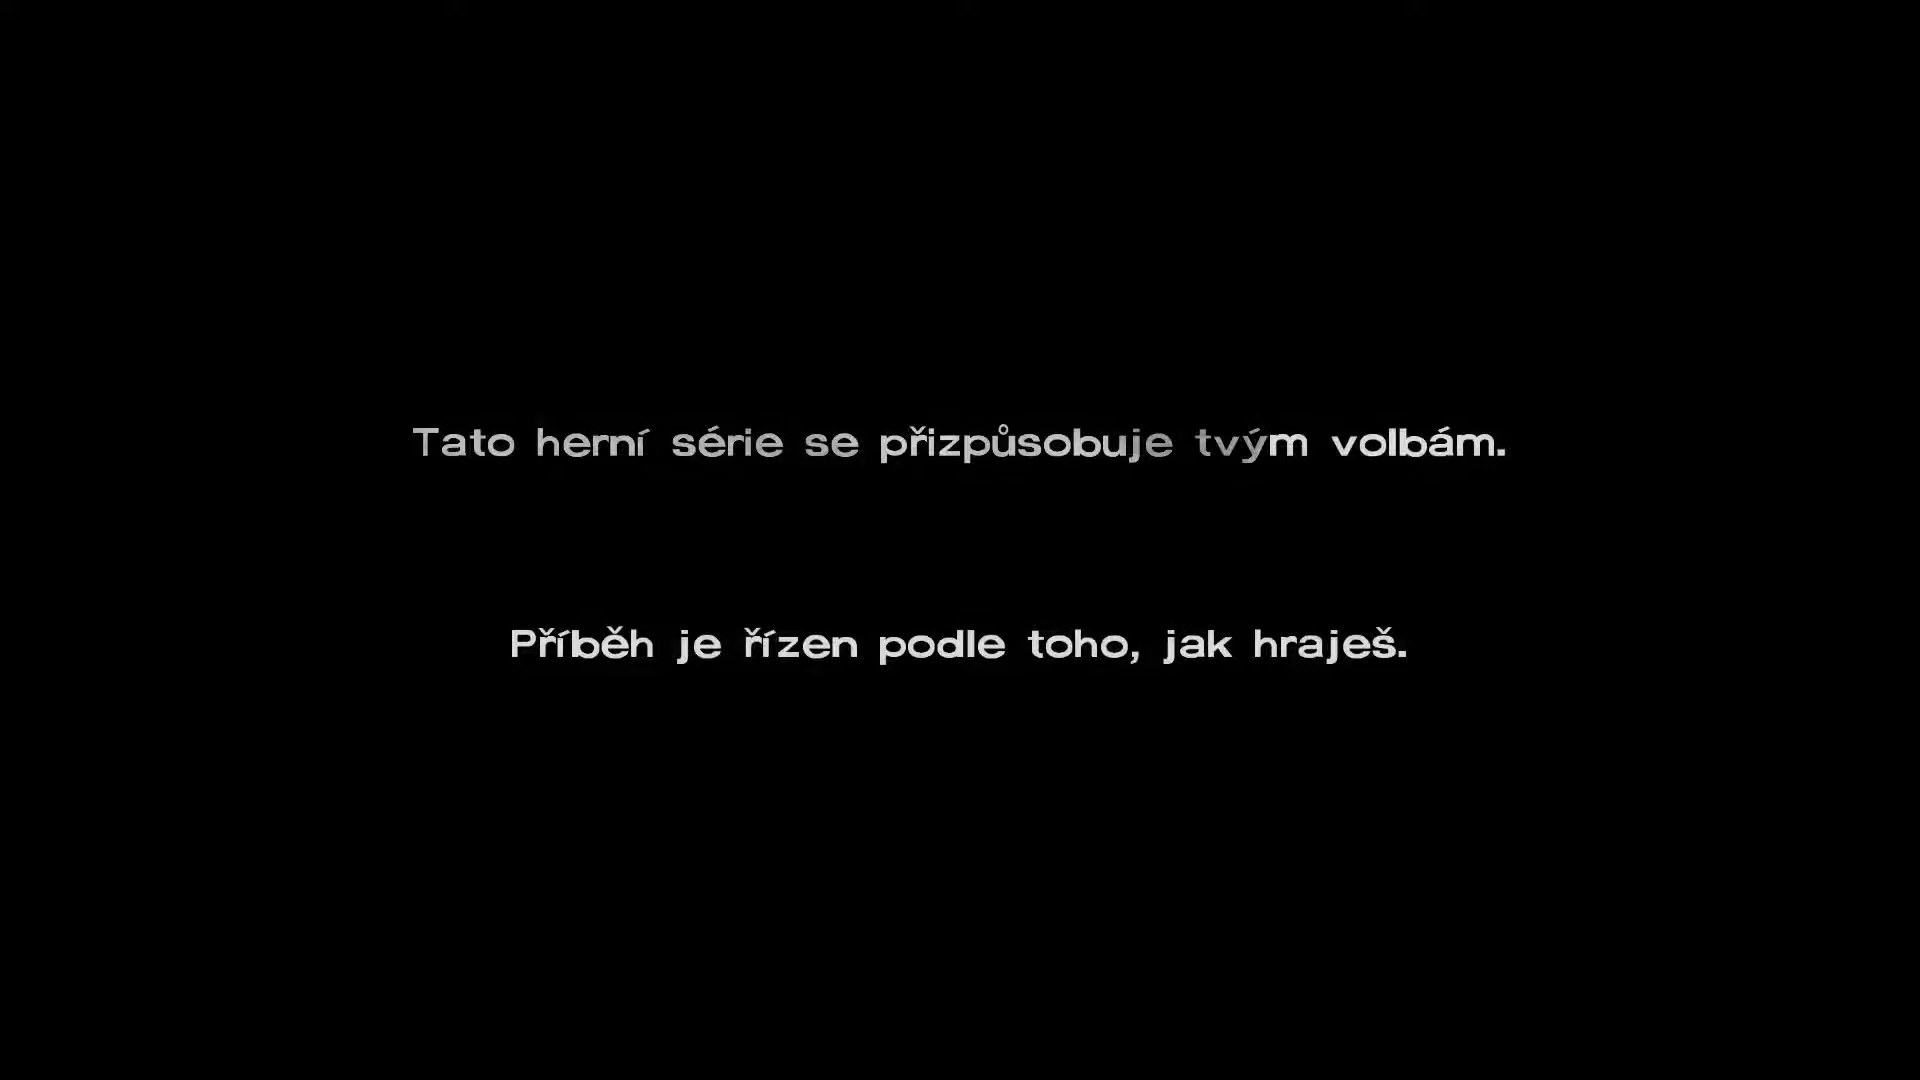 Tato herní série se přizpůsobuje tvým volbám.
Příběh je řízen podle toho, jak hraješ.